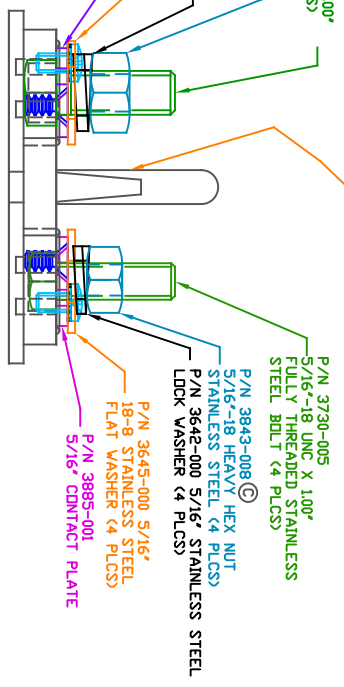 .00"
S)
P/N 3730-005
5/16"-18 UNC X 1.00"
FULLY THREADED STAINLESS
STEEL BOLT (4 PLCS)
P/N 3843-008 Ⓒ
5/16"-18 HEAVY HEX NUT
STAINLESS STEEL (4 PLCS)
P/N 3642-000 5/16" STAINLESS STEEL
LOCK WASHER (4 PLCS)
P/N 3645-000 5/16"
18-8 STAINLESS STEEL
FLAT WASHER (4 PLCS)
P/N 3885-001
5/16" CONTACT PLATE